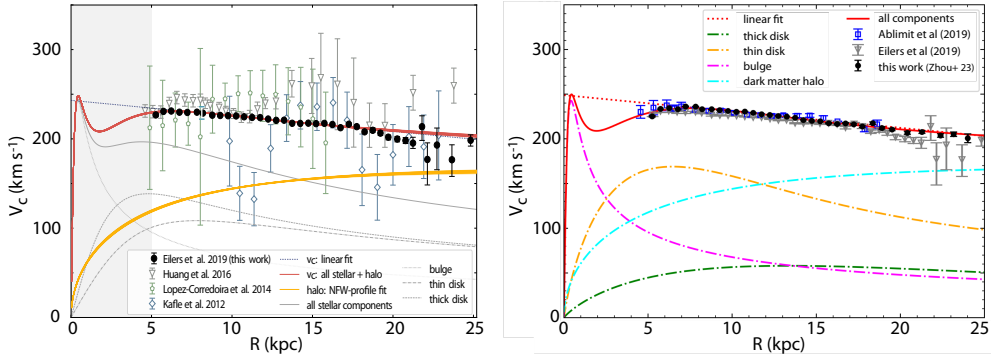 300
200
100
0
V_c (km s⁻¹)
Eilers et al. 2019 (this work)
Huang et al. 2016
Lopez-Corredoira et al. 2014
Kafle et al. 2012
vc: linear fit
vc: all stellar + halo
halo: NFW-profile fit
all stellar components
bulge
thin disk
thick disk
0
5
10
15
20
25
R (kpc)
linear fit
thick disk
thin disk
bulge
dark matter halo
all components
Ablimit et al (2019)
Eilers et al (2019)
this work (Zhou+ 23)
300
200
100
0
V_c (km s⁻¹)
0
5
10
15
20
25
R (kpc)